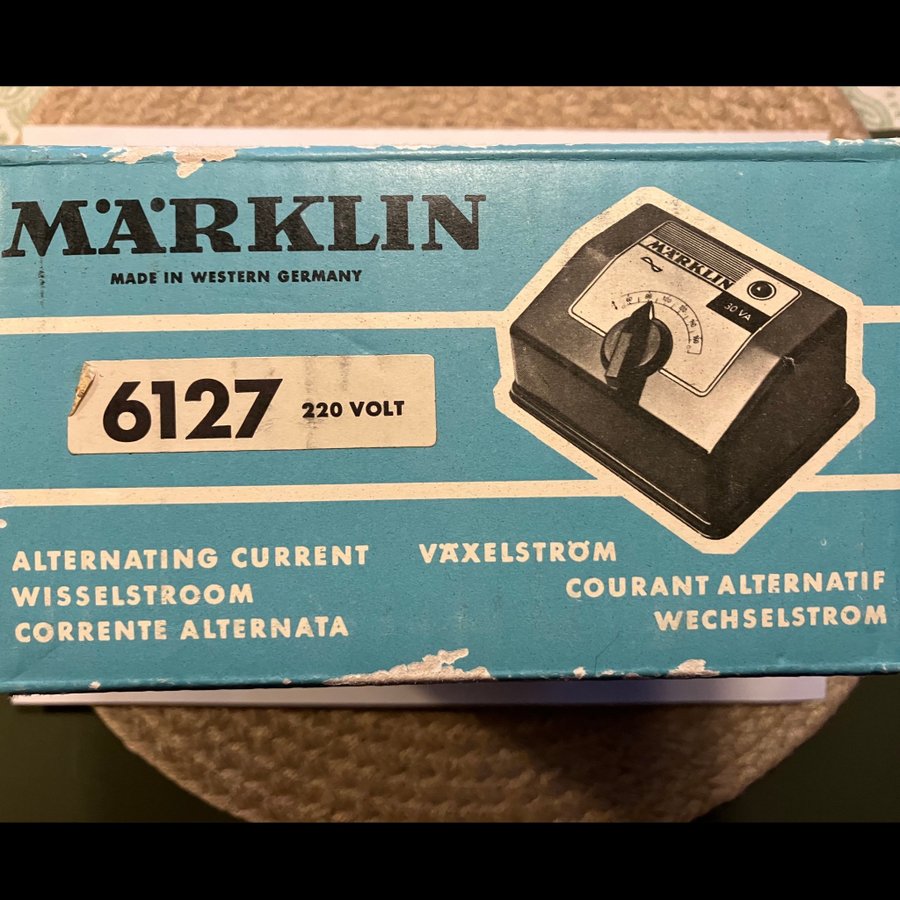 MÄRKLIN
MADE IN WESTERN GERMANY
MÄRKLIN
30 VA
6127 220 VOLT
ALTERNATING CURRENT
WISSELSTROOM
CORRENTE ALTERNATA
VÄXELSTRÖM
COURANT ALTERNATIF
WECHSELSTROM